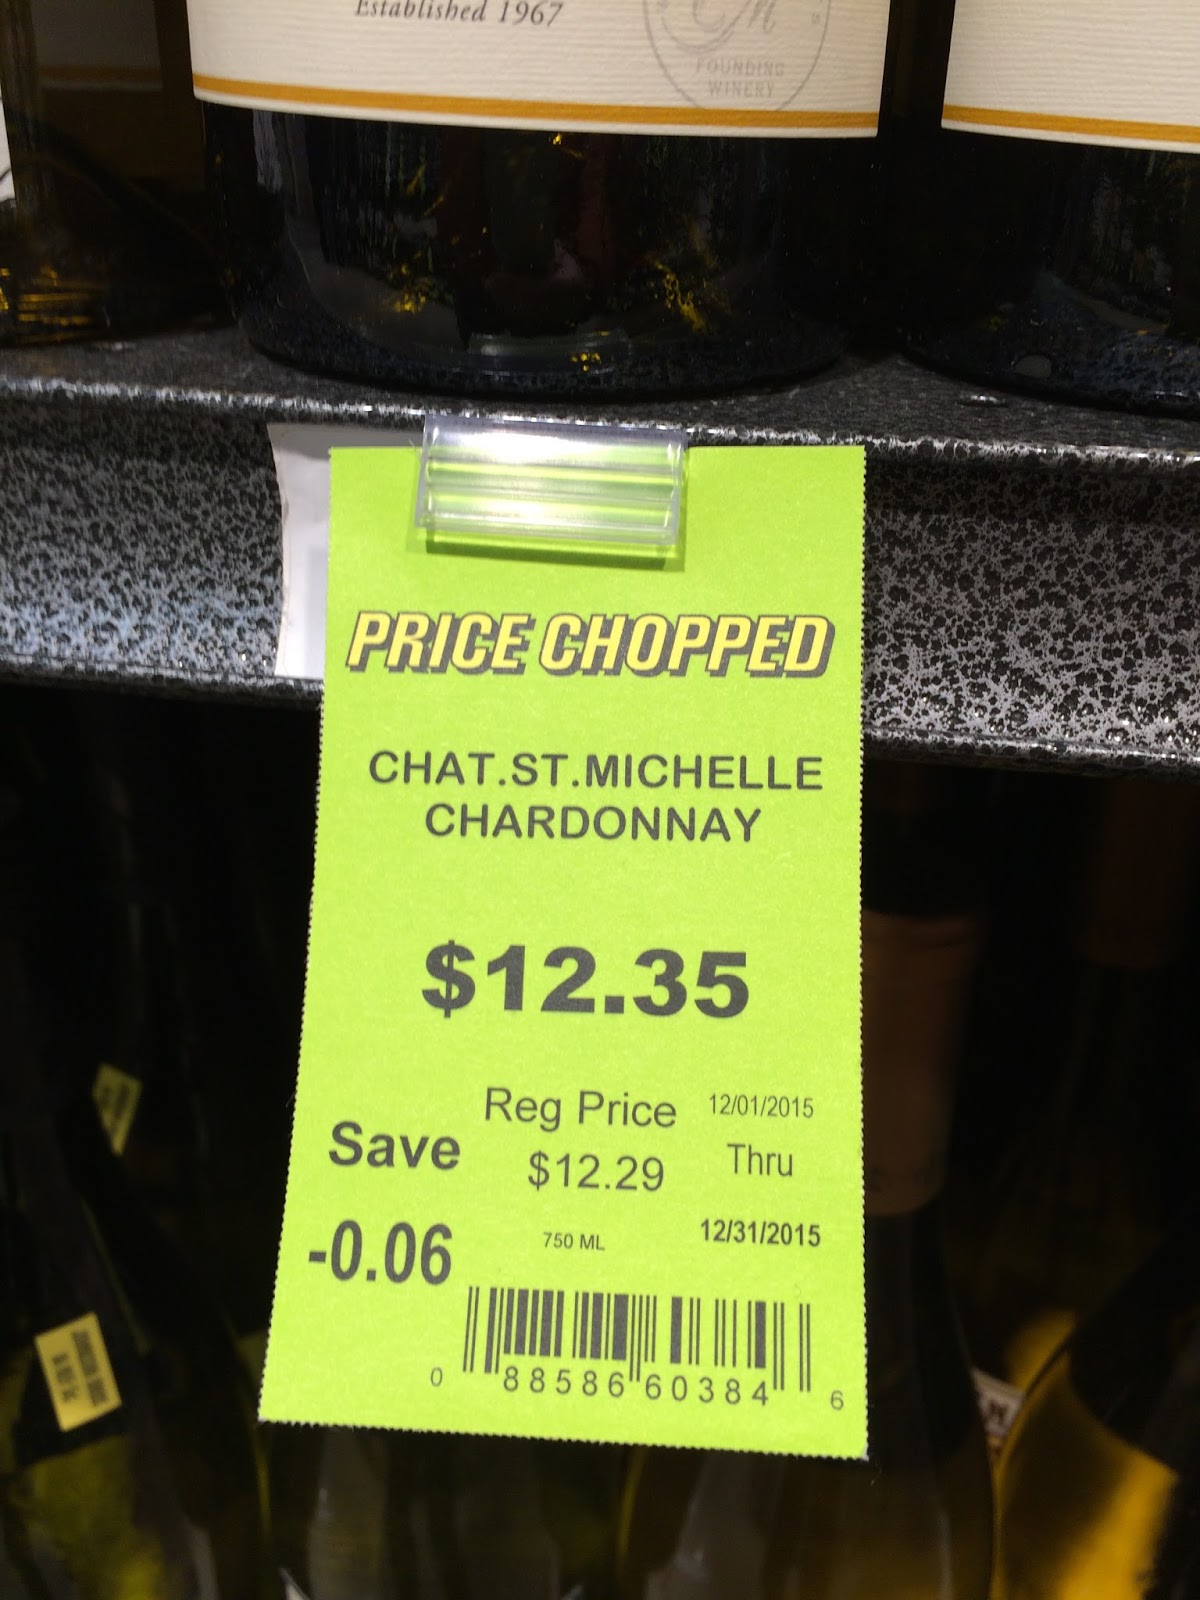 Established 1967
FOUNDING
WINERY
PRICE CHOPPED
CHAT.ST.MICHELLE
CHARDONNAY
$12.35
Reg Price
$12.29
750 ML
12/01/2015
Thru
12/31/2015
Save
-0.06
0 88586 60384 6